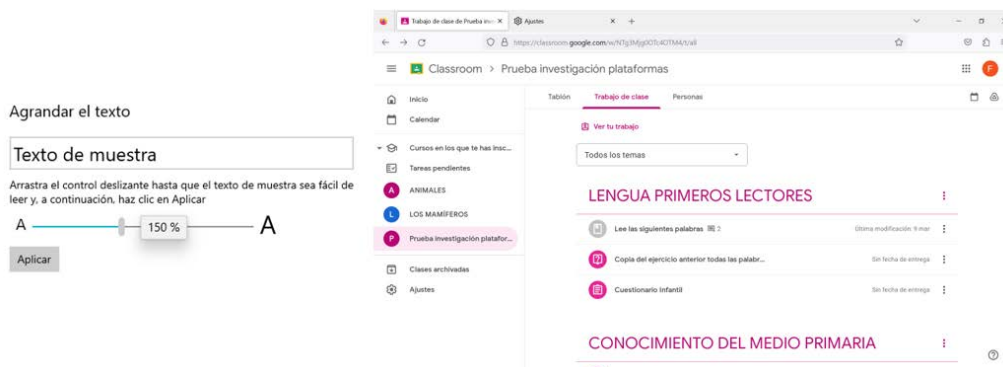 Agrandar el texto
Texto de muestra
Arrastra el control deslizante hasta que el texto de muestra sea fácil de
leer y, a continuación, haz clic en Aplicar
A
150 %
A
Aplicar
Trabajo de clase de Prueba inve
Ajustes
Classroom > Prueba investigación plataformas
F
Inicio
Calendar
Cursos en los que te has insc...
Tareas pendientes
A ANIMALES
L LOS MAMÍFEROS
P Prueba investigación platafor...
Clases archivadas
Ajustes
Tablón Trabajo de clase Personas
Ver tu trabajo
Todos los temas
LENGUA PRIMEROS LECTORES
Lee las siguientes palabras 2 Última modificación: 9 mar
Copia del ejercicio anterior todas las palabr... Sin fecha de entrega
Cuestionario Infantil Sin fecha de entrega
CONOCIMIENTO DEL MEDIO PRIMARIA